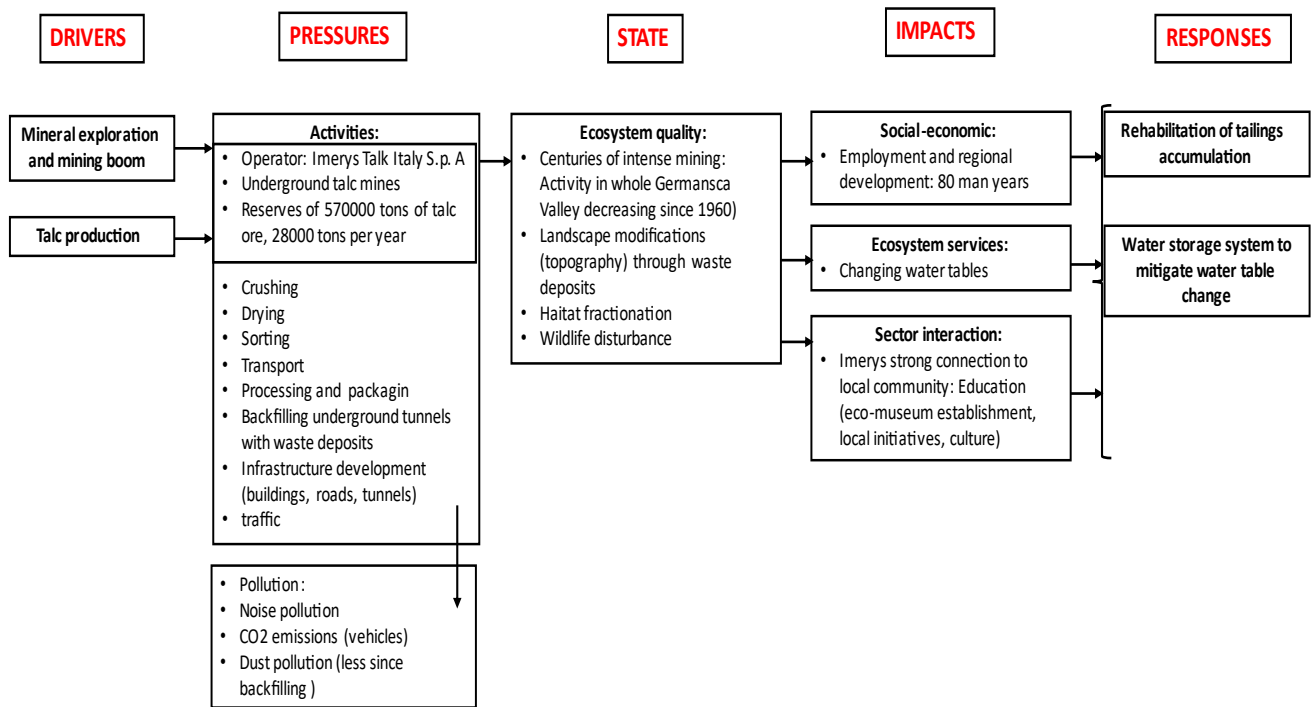 DRIVERS
PRESSURES
STATE
IMPACTS
RESPONSES
Mineral exploration
and mining boom
Talc production
Activities:
• Operator: Imerys Talk Italy S.p. A
• Underground talc mines
• Reserves of 570000 tons of talc
ore, 28000 tons per year
• Crushing
• Drying
• Sorting
• Transport
• Processing and packagin
• Backfilling underground tunnels
with waste deposits
• Infrastructure development
(buildings, roads, tunnels)
• traffic
• Pollution :
• Noise pollution
• CO2 emissions (vehicles)
• Dust pollution (less since
backfilling )
Ecosystem quality:
• Centuries of intense mining:
Activity in whole Germansca
Valley decreasing since 1960)
• Landscape modifications
(topography) through waste
deposits
• Haitat fractionation
• Wildlife disturbance
Social-economic:
• Employment and regional
development: 80 man years
Ecosystem services:
• Changing water tables
Sector interaction:
• Imerys strong connection to
local community: Education
(eco-museum establishment,
local initiatives, culture)
Rehabilitation of tailings
accumulation
Water storage system to
mitigate water table
change